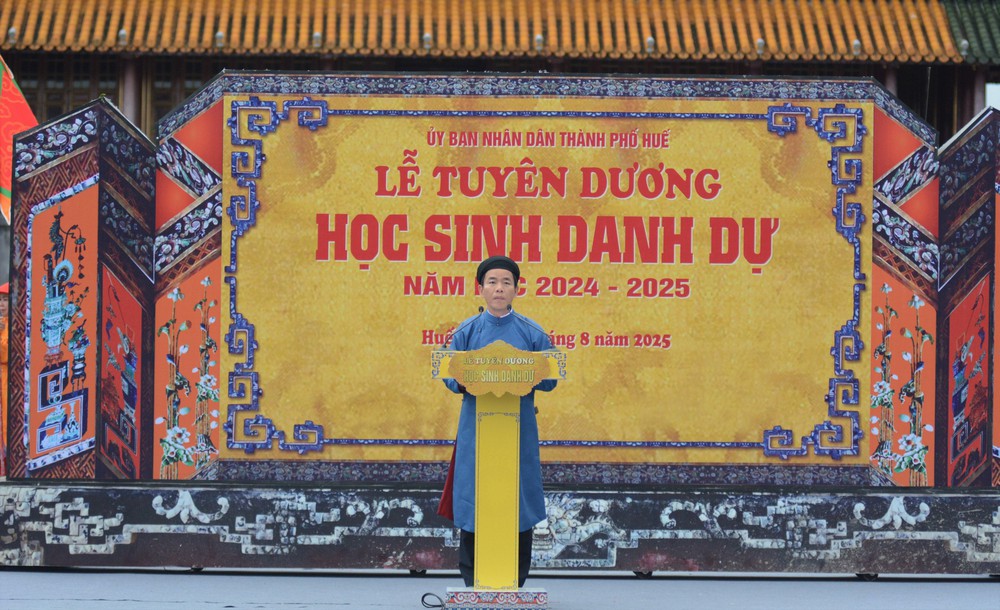 ỦY BAN NHÂN DÂN THÀNH PHỐ HUẾ
LỄ TUYÊN DƯƠNG
HỌC SINH DANH DỰ
NĂM 2024 - 2025
Huế 8 năm 2025
LỄ TUYÊN DƯƠNG
HỌC SINH DANH DỰ